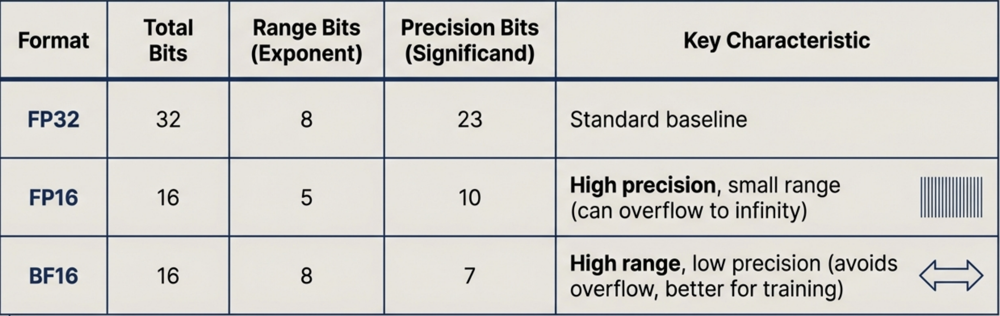 Format
Total
Bits
Range Bits
(Exponent)
Precision Bits
(Significand)
Key Characteristic
FP32
32
8
23
Standard baseline
FP16
16
5
10
High precision, small range
(can overflow to infinity)
BF16
16
8
7
High range, low precision (avoids
overflow, better for training)